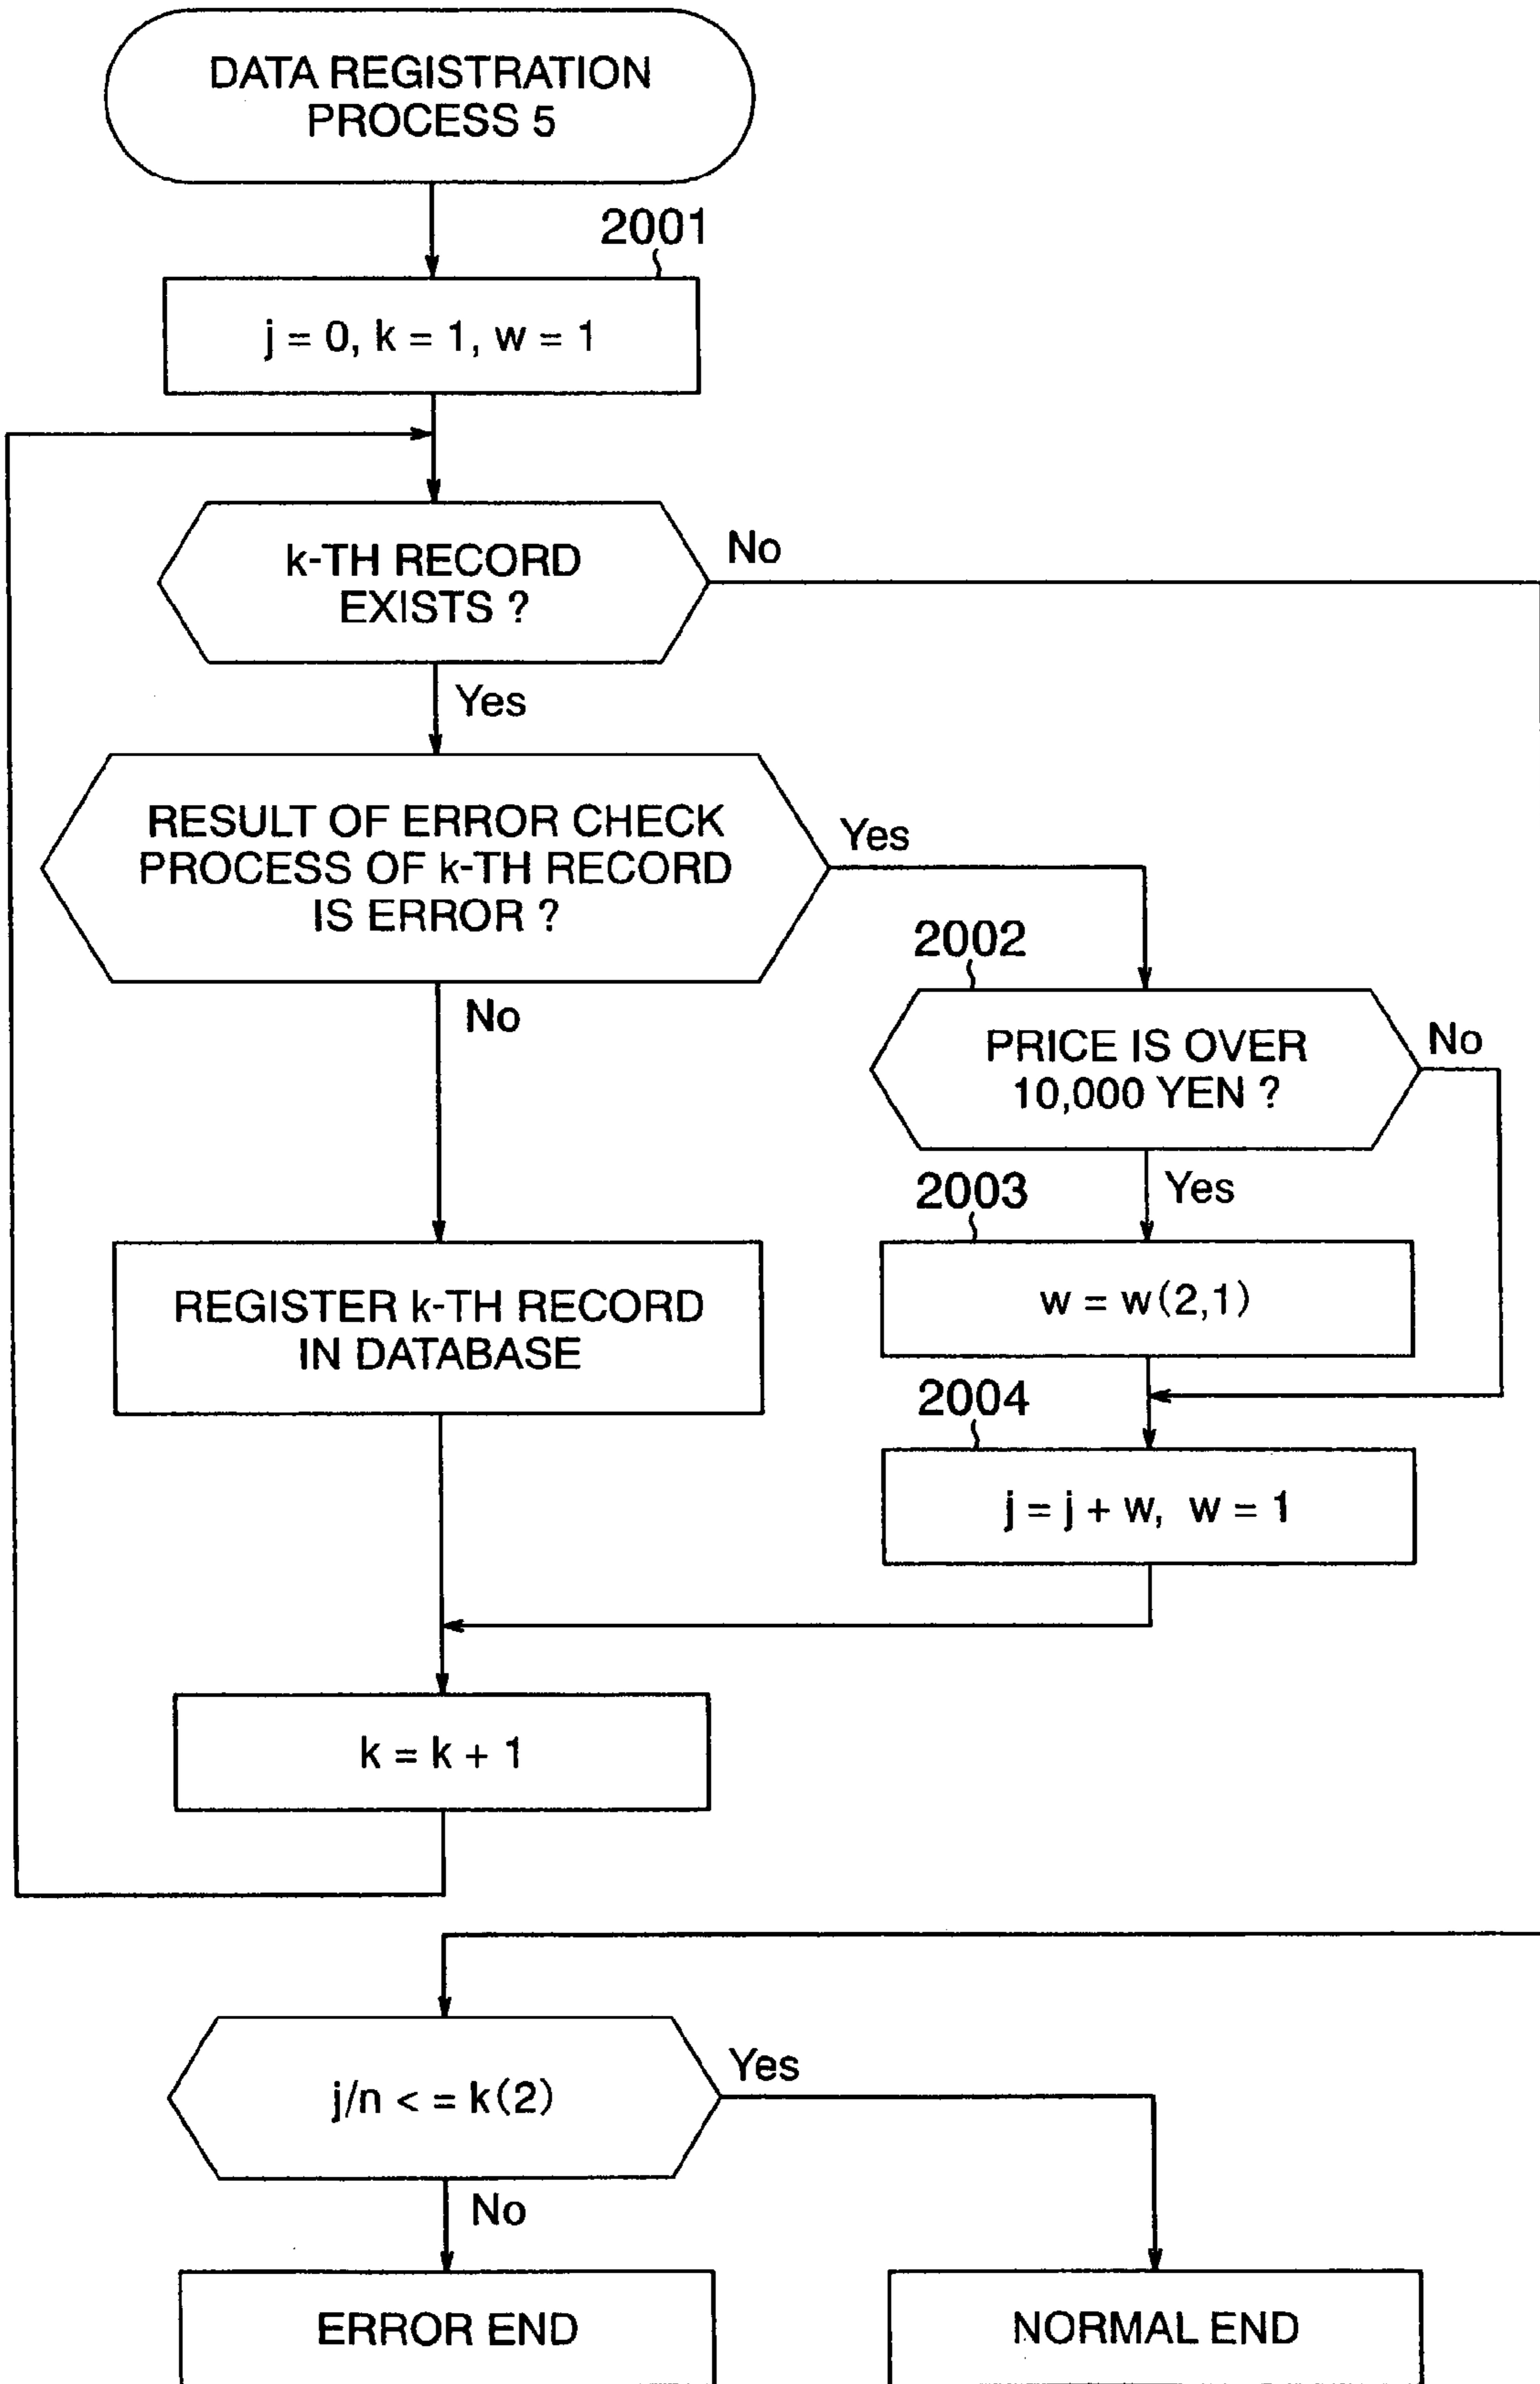 DATA REGISTRATION
PROCESS 5
2001
j = 0, k = 1, w = 1
k-TH RECORD
EXISTS ?
No
Yes
RESULT OF ERROR CHECK
PROCESS OF k-TH RECORD
IS ERROR ?
Yes
No
2002
PRICE IS OVER
10,000 YEN ?
No
Yes
2003
w = w(2,1)
REGISTER k-TH RECORD
IN DATABASE
2004
j = j + w, w = 1
k = k + 1
j/n < = k(2)
Yes
No
ERROR END
NORMAL END